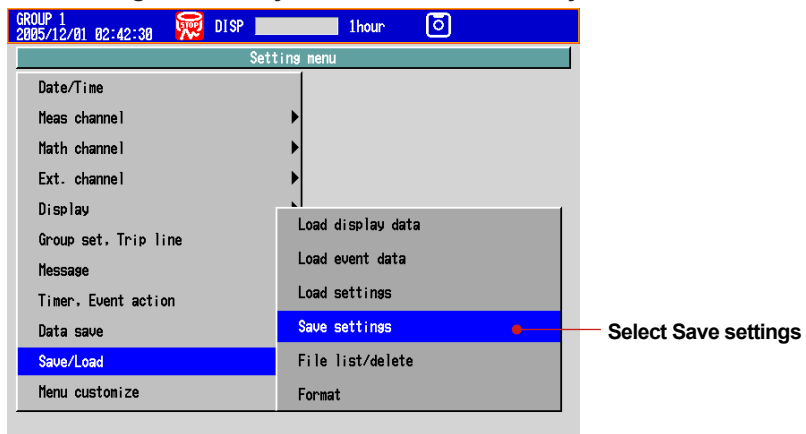 GROUP 1
2005/12/01 02:42:30 STOP DISP 1hour
Setting menu
Date/Time
Meas channel
Math channel
Ext. channel
Display
Group set, Trip line
Message
Timer, Event action
Data save
Save/Load
Menu customize
Load display data
Load event data
Load settings
Save settings
File list/delete
Format
Select Save settings